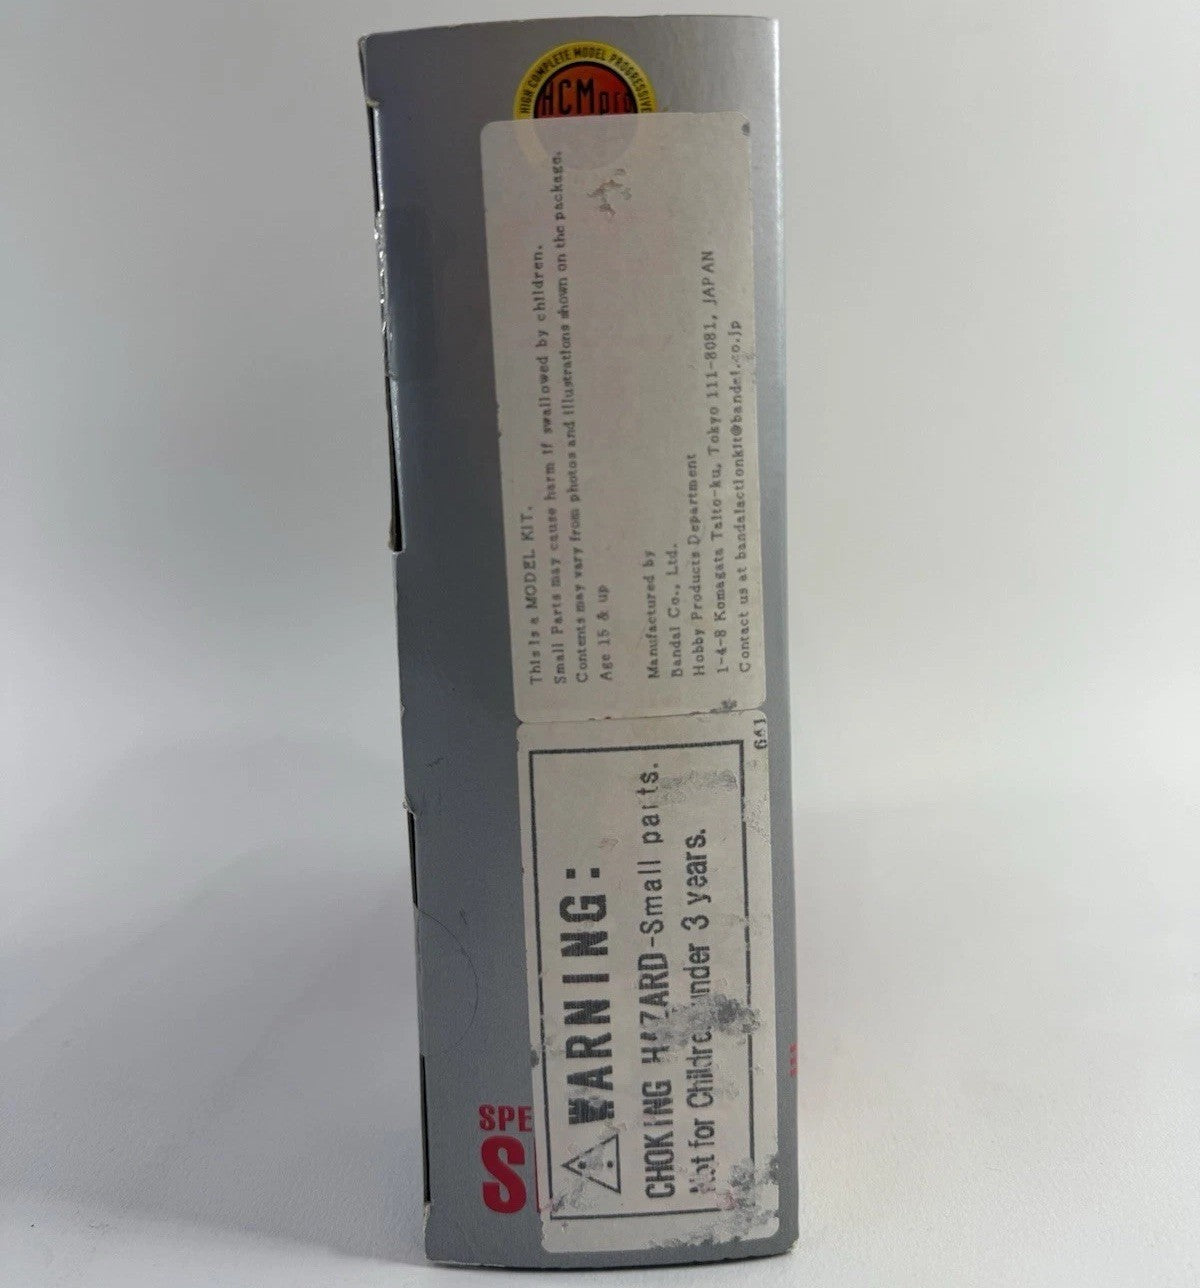 HIGH COMPLETE MODEL PROGRESSIVE
HCMpro
This is a MODEL KIT.
Small Parts may cause harm if swallowed by children.
Contents may vary from photos and illustrations shown on the package.
Age 15 & up
Manufactured by
Bandai Co., Ltd.
Hobby Products Department
1-4-8 Komagata Taito-ku, Tokyo 111-8081, JAPAN
Contact us at bandaiactionkit@bandai.co.jp
641
WARNING:
CHOKING HAZARD-Small parts.
Not for Children under 3 years.
SPE
S